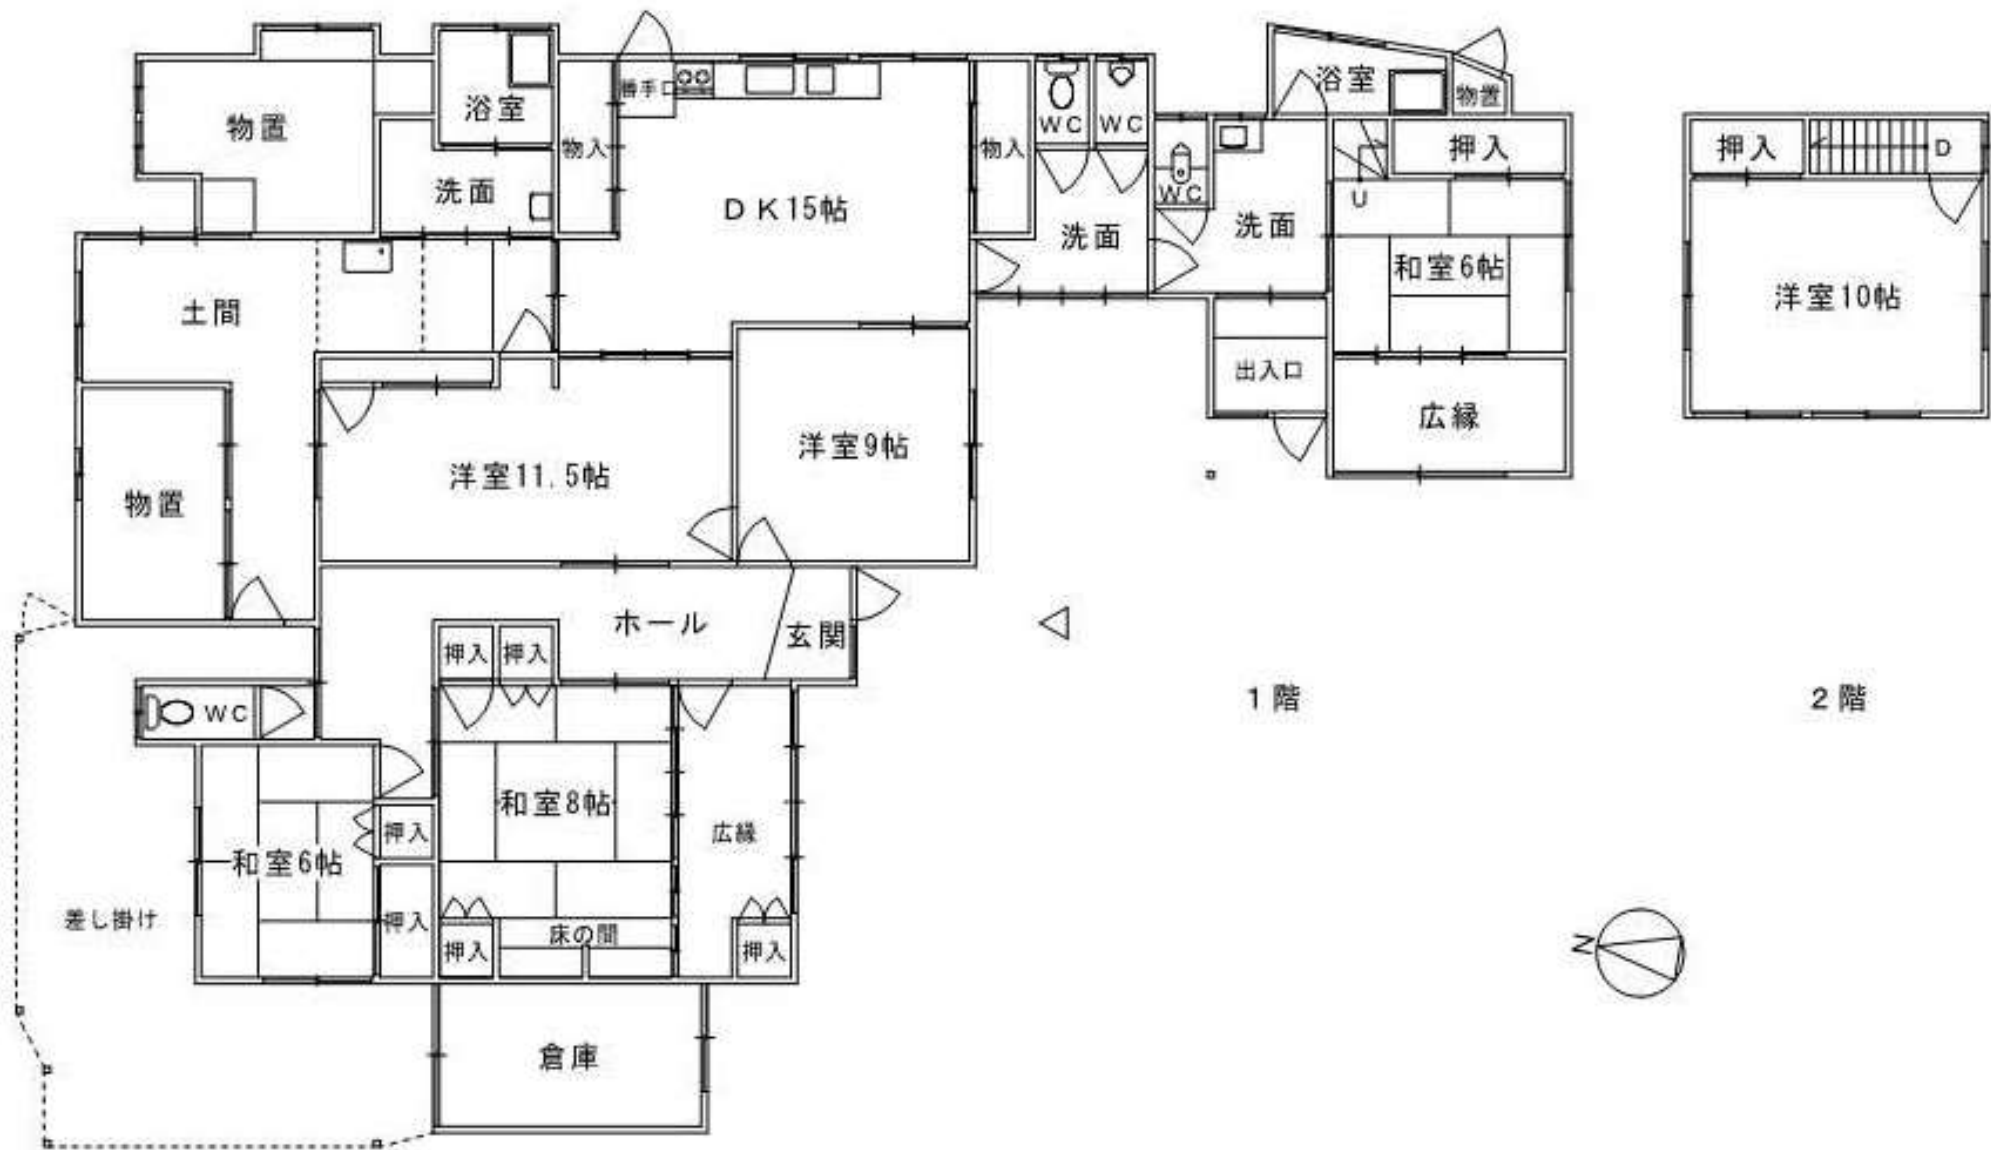 浴室
物置
勝手口
浴室
物置
物入
物入
WC
WC
押入
押入
D
洗面
DK15帖
WC
U
洗面
洗面
和室6帖
土間
洋室10帖
出入口
広縁
洋室11.5帖
洋室9帖
物置
ホール
玄関
押入
押入
1階
2階
WC
和室8帖
押入
広縁
和室6帖
差し掛け
押入
押入
床の間
押入
N
倉庫
物置